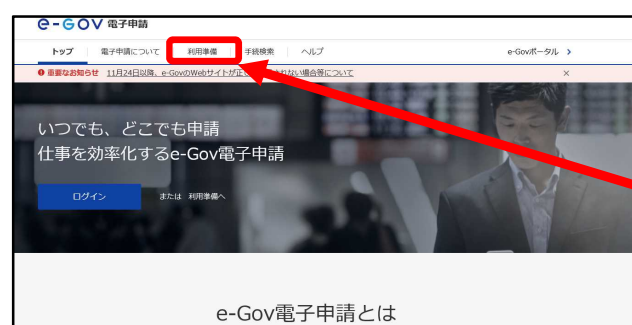 e-GOV 電子申請
トップ 電子申請について 利用準備 手続検索 ヘルプ e-Govポータル >
重要なお知らせ 11月24日以降、e-GovのWebサイトが正 れない場合等について ×
いつでも、どこでも申請
仕事を効率化するe-Gov電子申請
ログイン または 利用準備へ
e-Gov電子申請とは